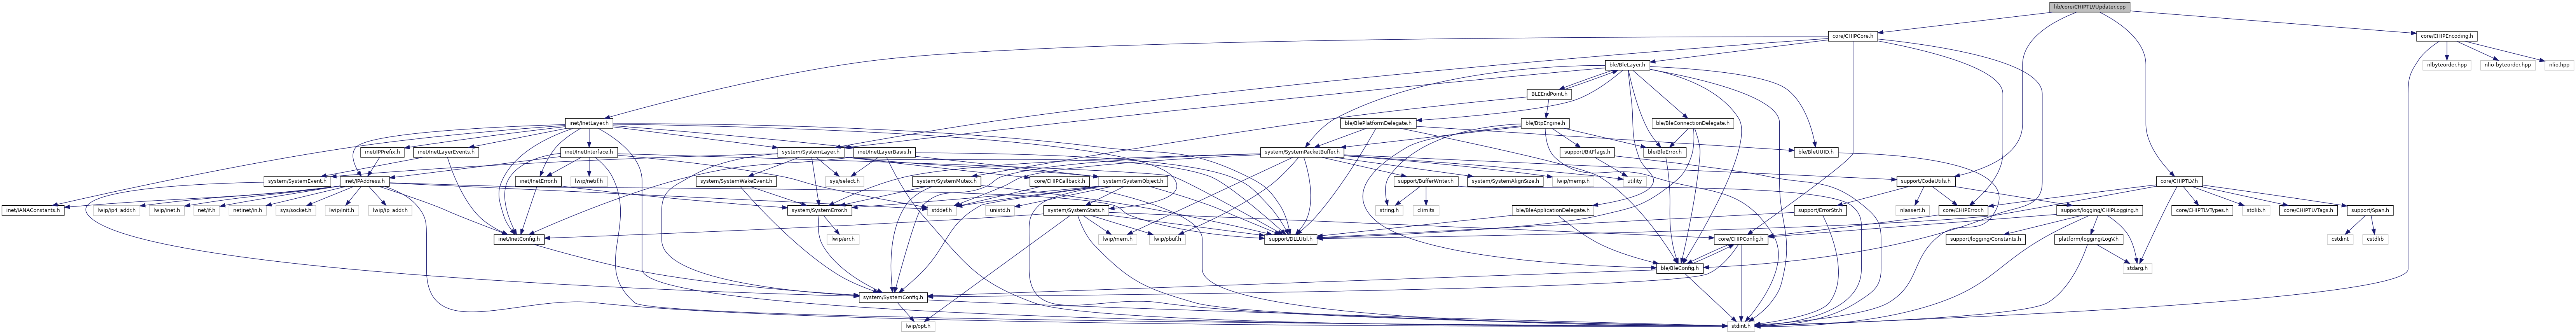 lib/core/CHIPTLVUpdater.cpp
core/CHIPCore.h
core/CHIPEncoding.h
ble/BleLayer.h
nlbyteorder.hpp
nlio-byteorder.hpp
nlio.hpp
BLEEndPoint.h
inet/InetLayer.h
ble/BlePlatformDelegate.h
ble/BtpEngine.h
ble/BleConnectionDelegate.h
inet/IPPrefix.h
inet/InetLayerEvents.h
inet/InetInterface.h
system/SystemLayer.h
inet/InetLayerBasis.h
system/SystemPacketBuffer.h
support/BitFlags.h
ble/BleError.h
ble/BleUUID.h
system/SystemEvent.h
inet/IPAddress.h
inet/InetError.h
lwip/netif.h
system/SystemWakeEvent.h
sys/select.h
system/SystemMutex.h
core/CHIPCallback.h
system/SystemObject.h
support/BufferWriter.h
system/SystemAlignSize.h
lwip/memp.h
utility
support/CodeUtils.h
core/CHIPTLV.h
inet/IANAConstants.h
lwip/ip4_addr.h
lwip/inet.h
net/if.h
netinet/in.h
sys/socket.h
lwip/init.h
lwip/ip_addr.h
system/SystemError.h
stddef.h
unistd.h
system/SystemStats.h
string.h
climits
ble/BleApplicationDelegate.h
support/ErrorStr.h
nlassert.h
core/CHIPError.h
support/logging/CHIPLogging.h
core/CHIPTLVTypes.h
stdlib.h
core/CHIPTLVTags.h
support/Span.h
inet/InetConfig.h
lwip/err.h
lwip/mem.h
lwip/pbuf.h
support/DLLUtil.h
core/CHIPConfig.h
support/logging/Constants.h
platform/logging/LogV.h
cstdint
cstdlib
ble/BleConfig.h
stdarg.h
system/SystemConfig.h
lwip/opt.h
stdint.h